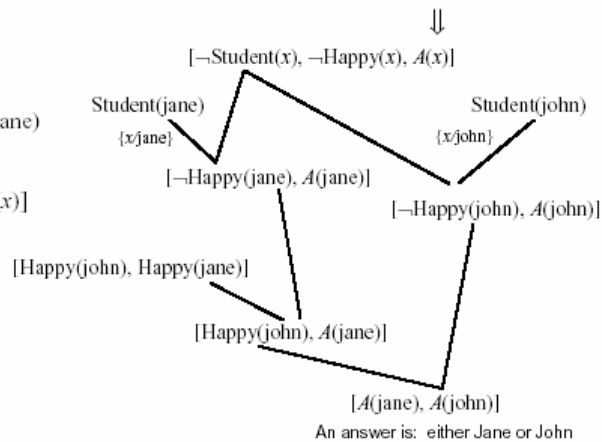 ⇓
[¬Student(x), ¬Happy(x), A(x)]
Student(jane) Student(john)
ane) {x/jane} {x/john}
[¬Happy(jane), A(jane)]
x)] [¬Happy(john), A(john)]
[Happy(john), Happy(jane)]
[Happy(john), A(jane)]
[A(jane), A(john)]
An answer is: either Jane or John